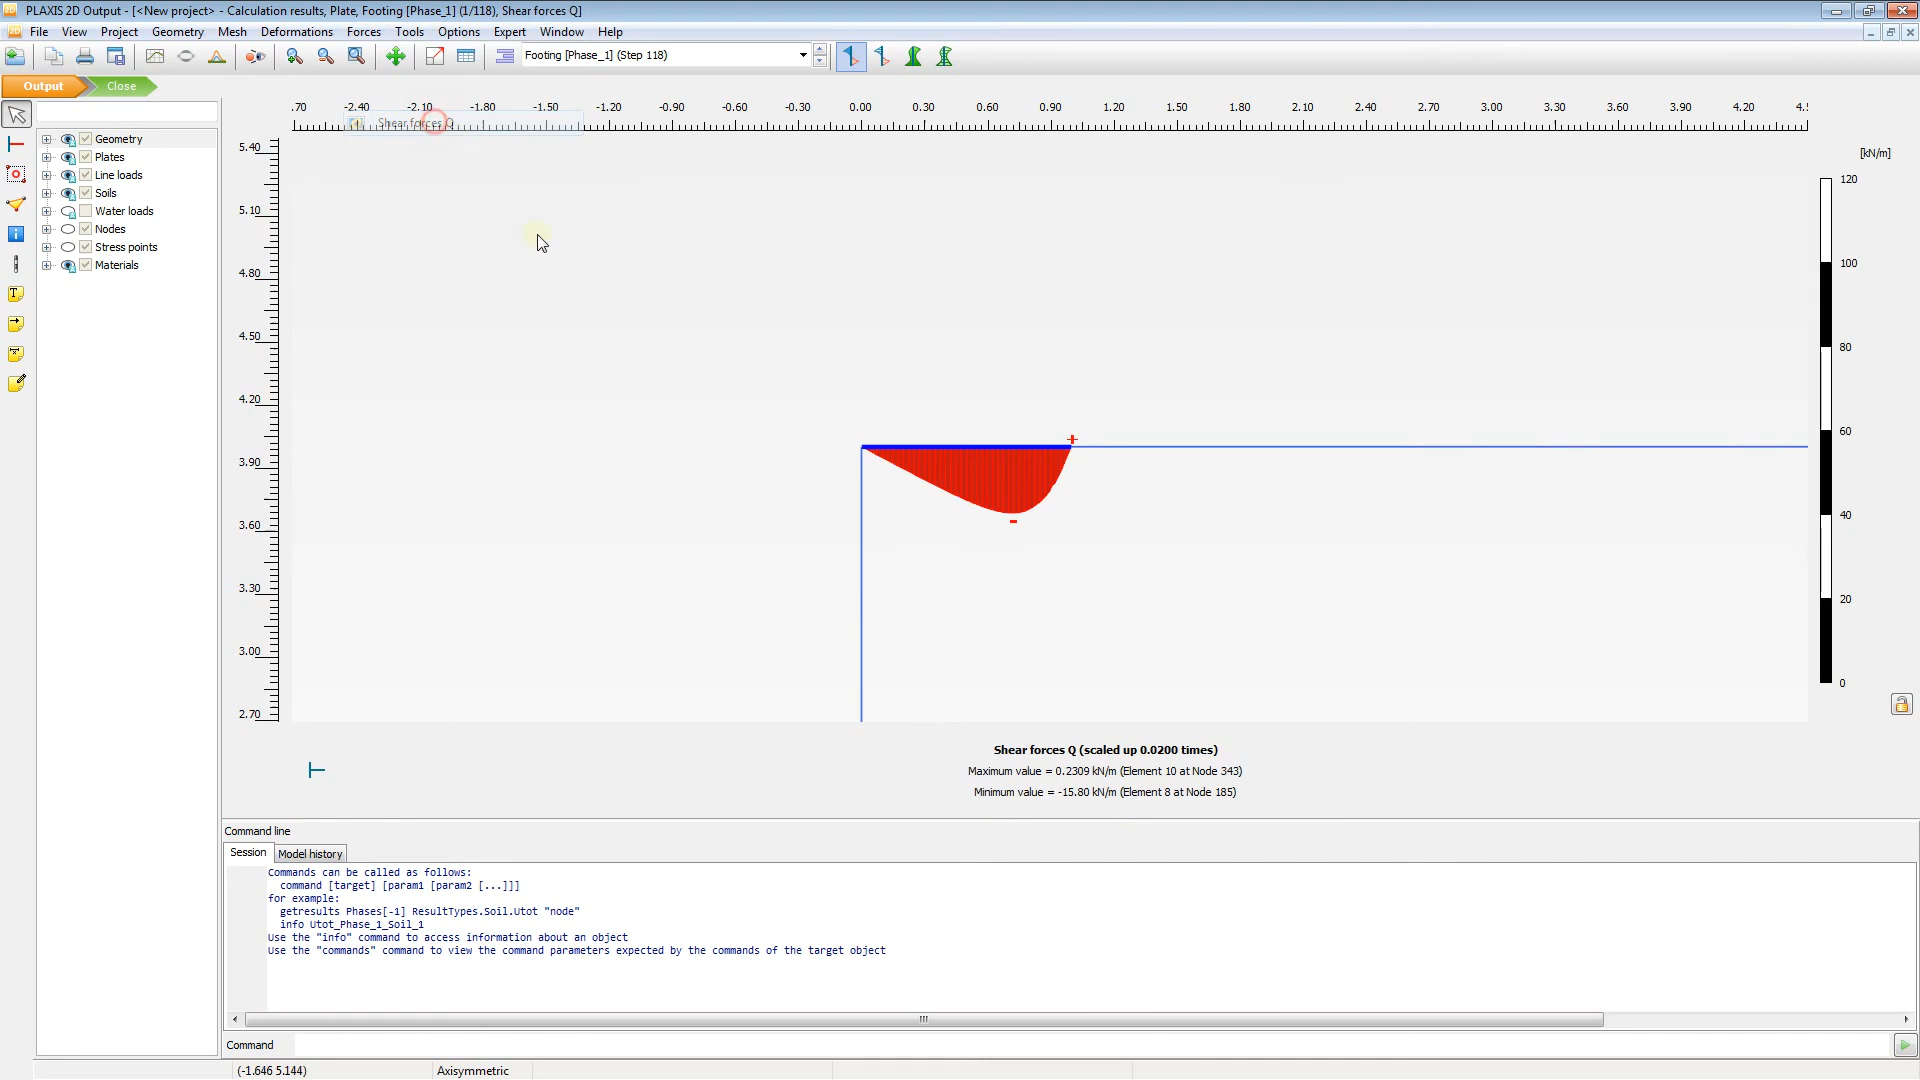 PLAXIS 2D Output - [<New project> - Calculation results, Plate, Footing [Phase_1] (1/118), Shear forces Q]
File View Project Geometry Mesh Deformations Forces Tools Options Expert Window Help
Footing [Phase_1] (Step 118)
Output Close
.70 -2.40 -2.10 -1.80 -1.50 -1.20 -0.90 -0.60 -0.30 0.00 0.30 0.60 0.90 1.20 1.50 1.80 2.10 2.40 2.70 3.00 3.30 3.60 3.90 4.20 4.5
Shear forces Q
Geometry
Plates
Line loads
Soils
Water loads
Nodes
Stress points
Materials
5.40
5.10
4.80
4.50
4.20
3.90
3.60
3.30
3.00
2.70
[kN/m]
120
100
80
60
40
20
0
Shear forces Q (scaled up 0.0200 times)
Maximum value = 0.2309 kN/m (Element 10 at Node 343)
Minimum value = -15.80 kN/m (Element 8 at Node 185)
Command line
Session Model history
Commands can be called as follows:
command [target] [param1 [param2 [...]]]
for example:
getresults Phases[-1] ResultTypes.Soil.Utot "node"
info Utot_Phase_1_Soil_1
Use the "info" command to access information about an object
Use the "commands" command to view the command parameters expected by the commands of the target object
Command
(-1.646 5.144) Axisymmetric